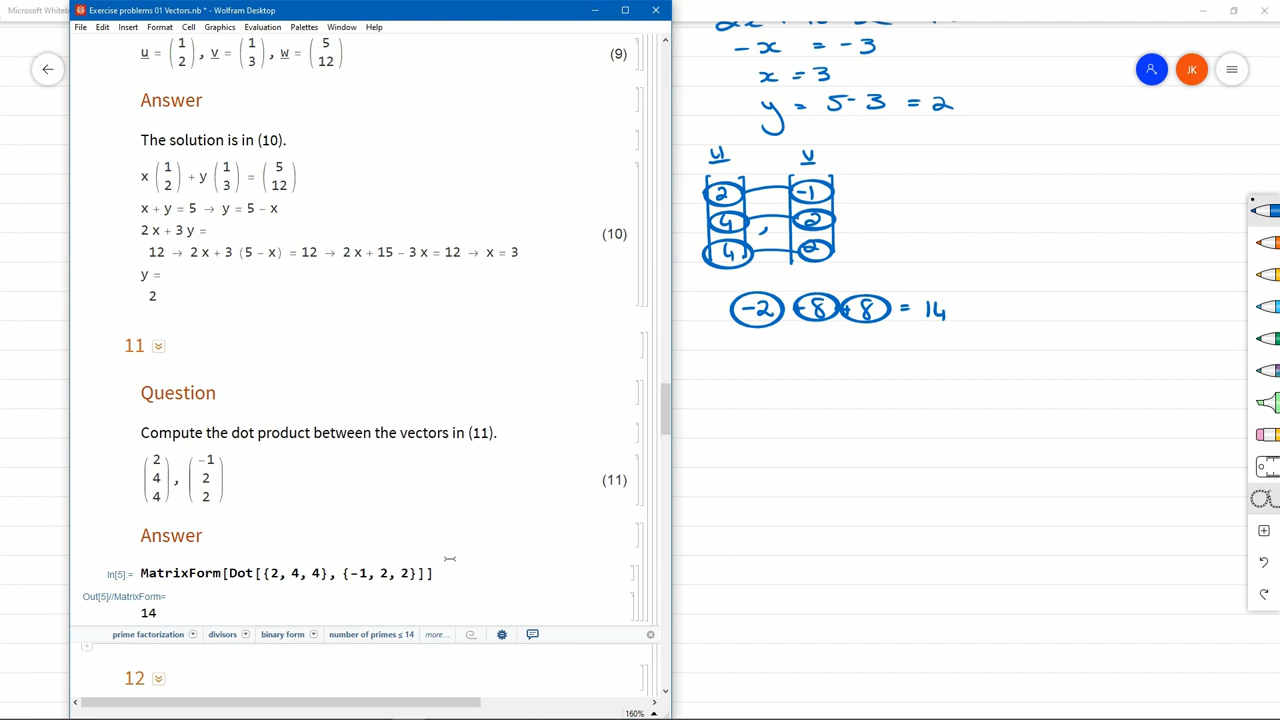 Microsoft Whiteb
Exercise problems 01 Vectors.nb * - Wolfram Desktop
File Edit Insert Format Cell Graphics Evaluation Palettes Window Help
u = ( 1 2 ) , v = ( 1 3 ) , w = ( 5 12 ) (9)
Answer
The solution is in (10).
x ( 1 2 ) + y ( 1 3 ) = ( 5 12 )
x + y = 5 → y = 5 − x
2 x + 3 y =
12 → 2 x + 3 (5 − x) = 12 → 2 x + 15 − 3 x = 12 → x = 3
(10)
y =
2
11
Question
Compute the dot product between the vectors in (11).
( 2 4 4 ) , ( −1 2 2 ) (11)
Answer
In[5]:= MatrixForm[Dot[{2, 4, 4}, {−1, 2, 2}]]
Out[5]//MatrixForm=
14
prime factorization divisors binary form number of primes ≤ 14 more...
12
160%
- x = - 3
x = 3
y = 5 - 3 = 2
u v
2 -1
4 , 2
4 2
-2 +8 +8 = 14
JK